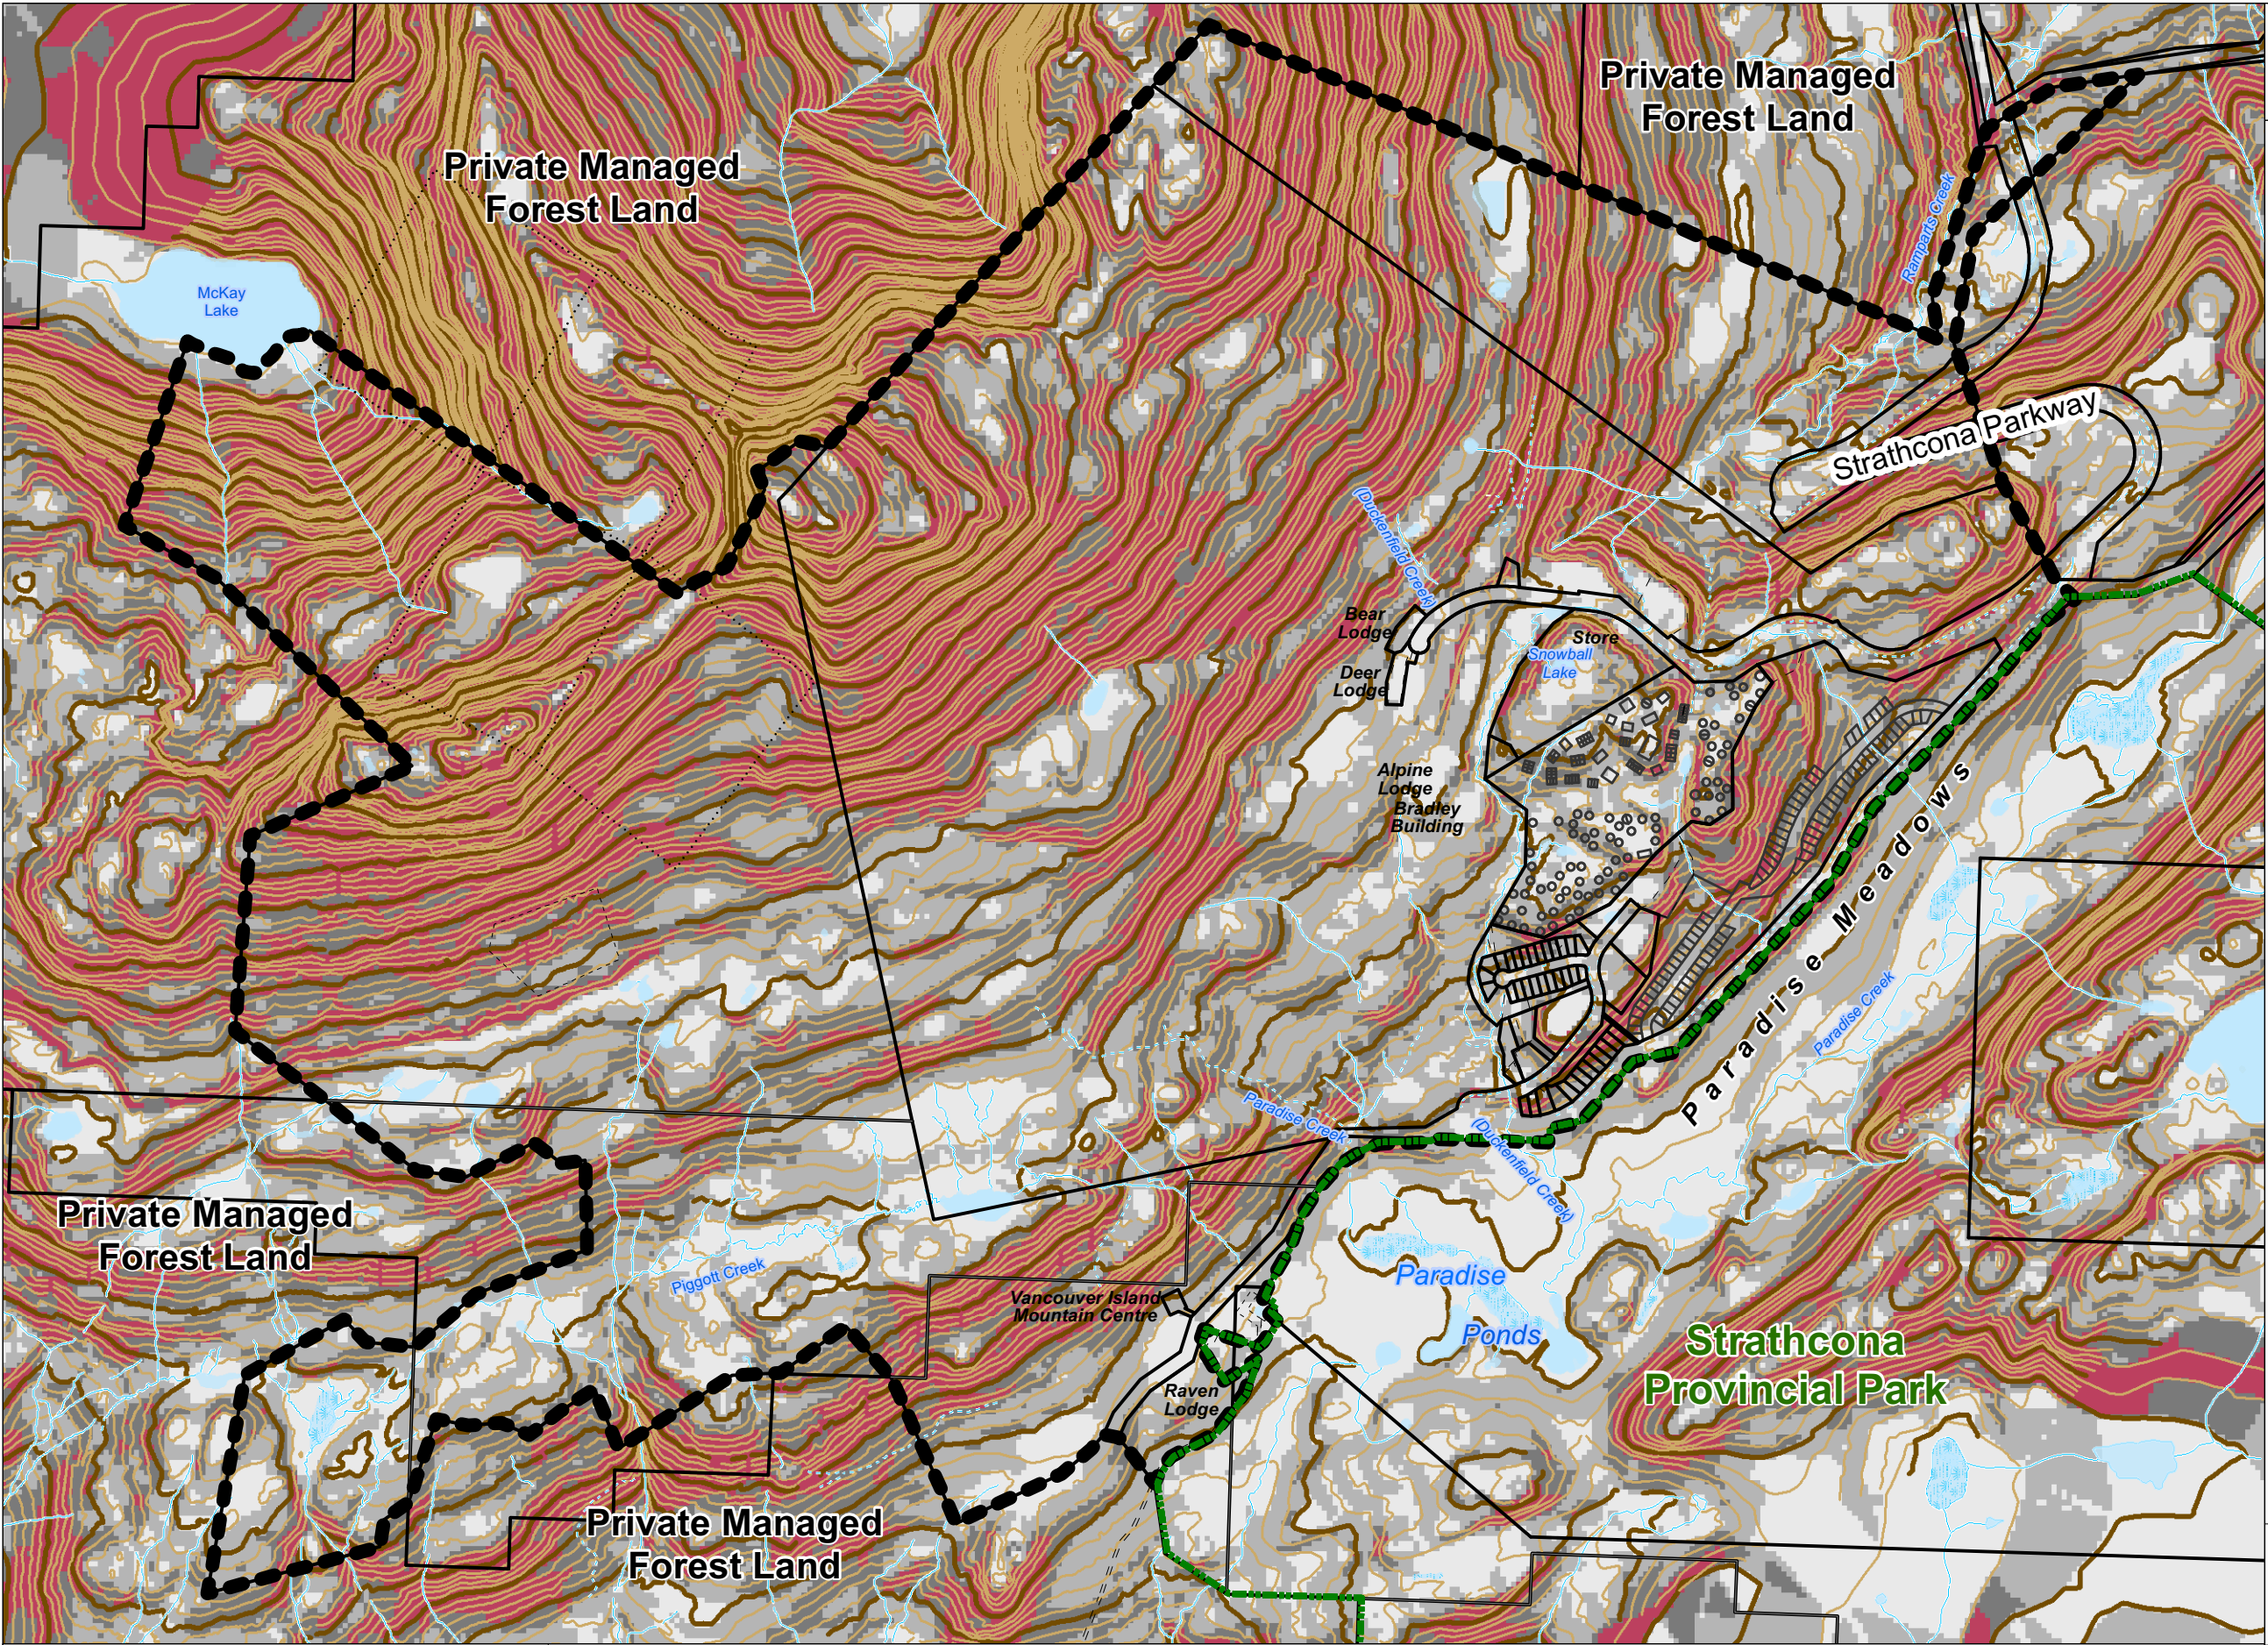 Private Managed
Forest Land
Private Managed
Forest Land
Ramparts Creek
McKay
Lake
Strathcona Parkway
(Duckenfield Creek)
Bear
Lodge
Store
Snowball
Lake
Deer
Lodge
Alpine
Lodge
Bradley
Building
Paradise Meadows
Paradise Creek
Paradise Creek
(Duckenfield Creek)
Private Managed
Forest Land
Piggott Creek
Vancouver Island
Mountain Centre
Paradise
Ponds
Strathcona
Provincial Park
Raven
Lodge
Private Managed
Forest Land